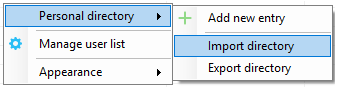 Personal directory
Manage user list
Appearance
Add new entry
Import directory
Export directory